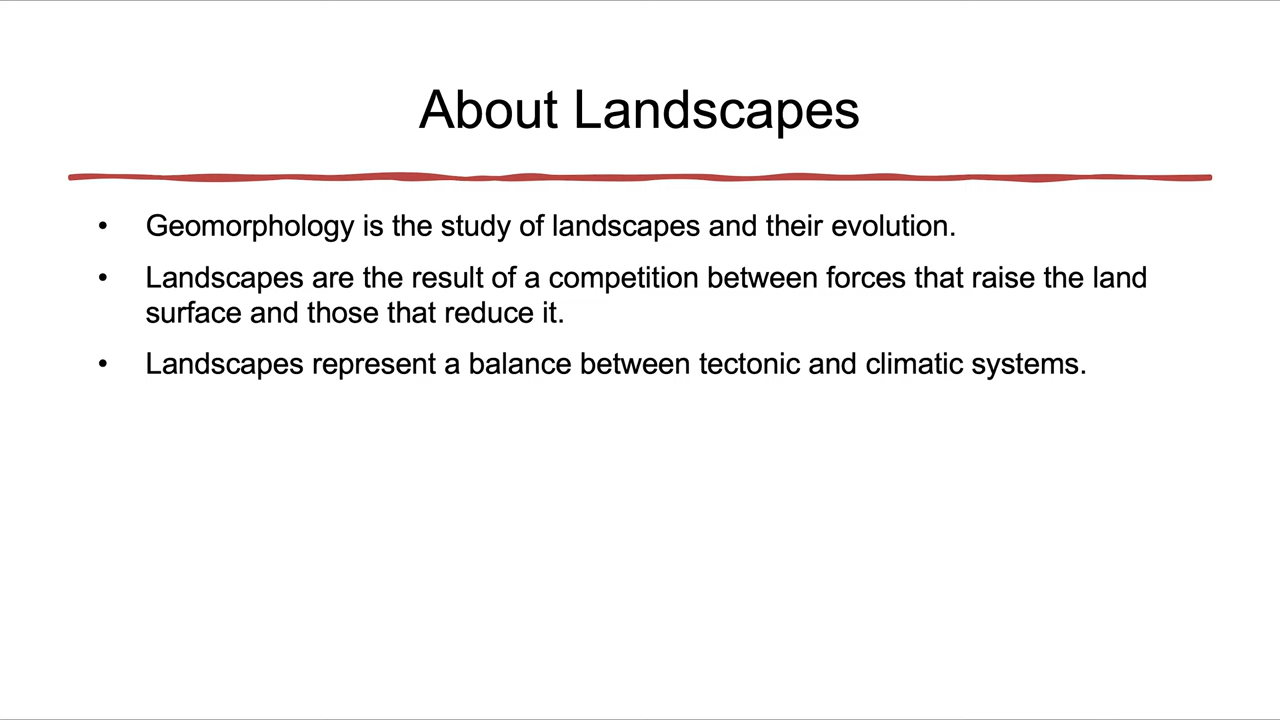 About Landscapes
• Geomorphology is the study of landscapes and their evolution.
• Landscapes are the result of a competition between forces that raise the land
surface and those that reduce it.
• Landscapes represent a balance between tectonic and climatic systems.